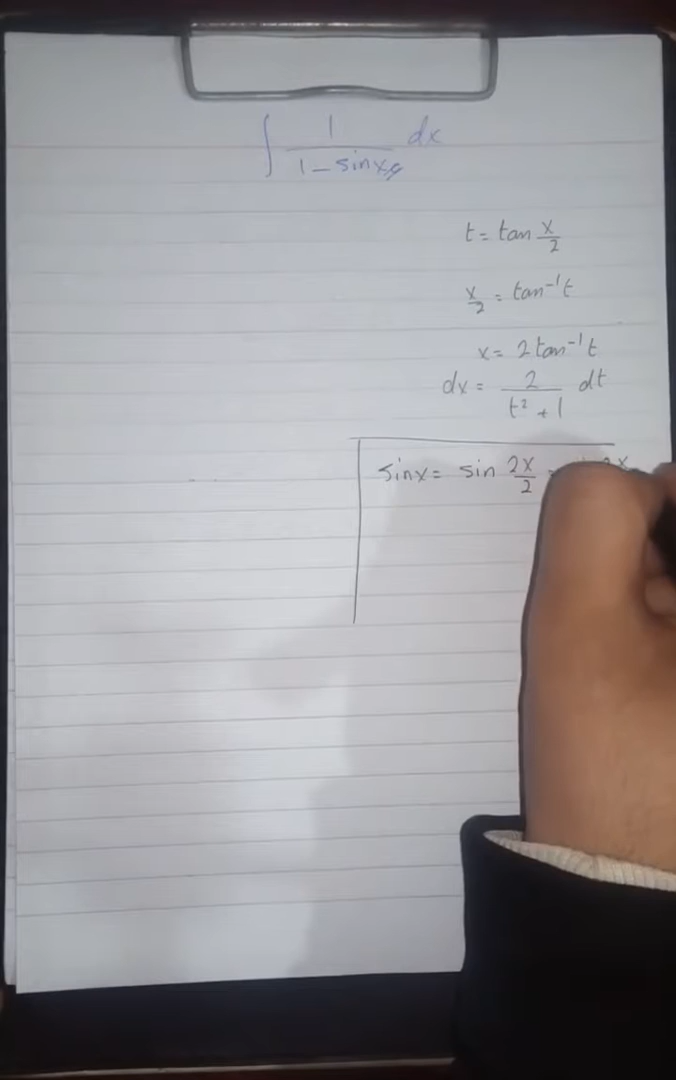 ∫ 1/(1 - sinx) dx
t = tan x/2
x/2 = tan⁻¹t
x = 2tan⁻¹t
dx = 2/(t² + 1) dt
sinx = sin 2x/2 =